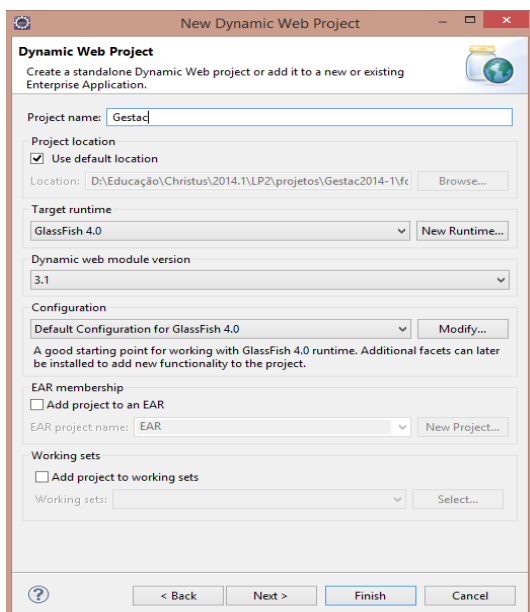 New Dynamic Web Project
Dynamic Web Project
Create a standalone Dynamic Web project or add it to a new or existing
Enterprise Application.
Project name: Gestac
Project location
Use default location
Location: D:\Educação\Christus\2014.1\LP2\projetos\Gestac2014-1\fc Browse...
Target runtime
GlassFish 4.0 New Runtime...
Dynamic web module version
3.1
Configuration
Default Configuration for GlassFish 4.0 Modify...
A good starting point for working with GlassFish 4.0 runtime. Additional facets can later
be installed to add new functionality to the project.
EAR membership
Add project to an EAR
EAR project name: EAR New Project...
Working sets
Add project to working sets
Working sets: Select...
? < Back Next > Finish Cancel